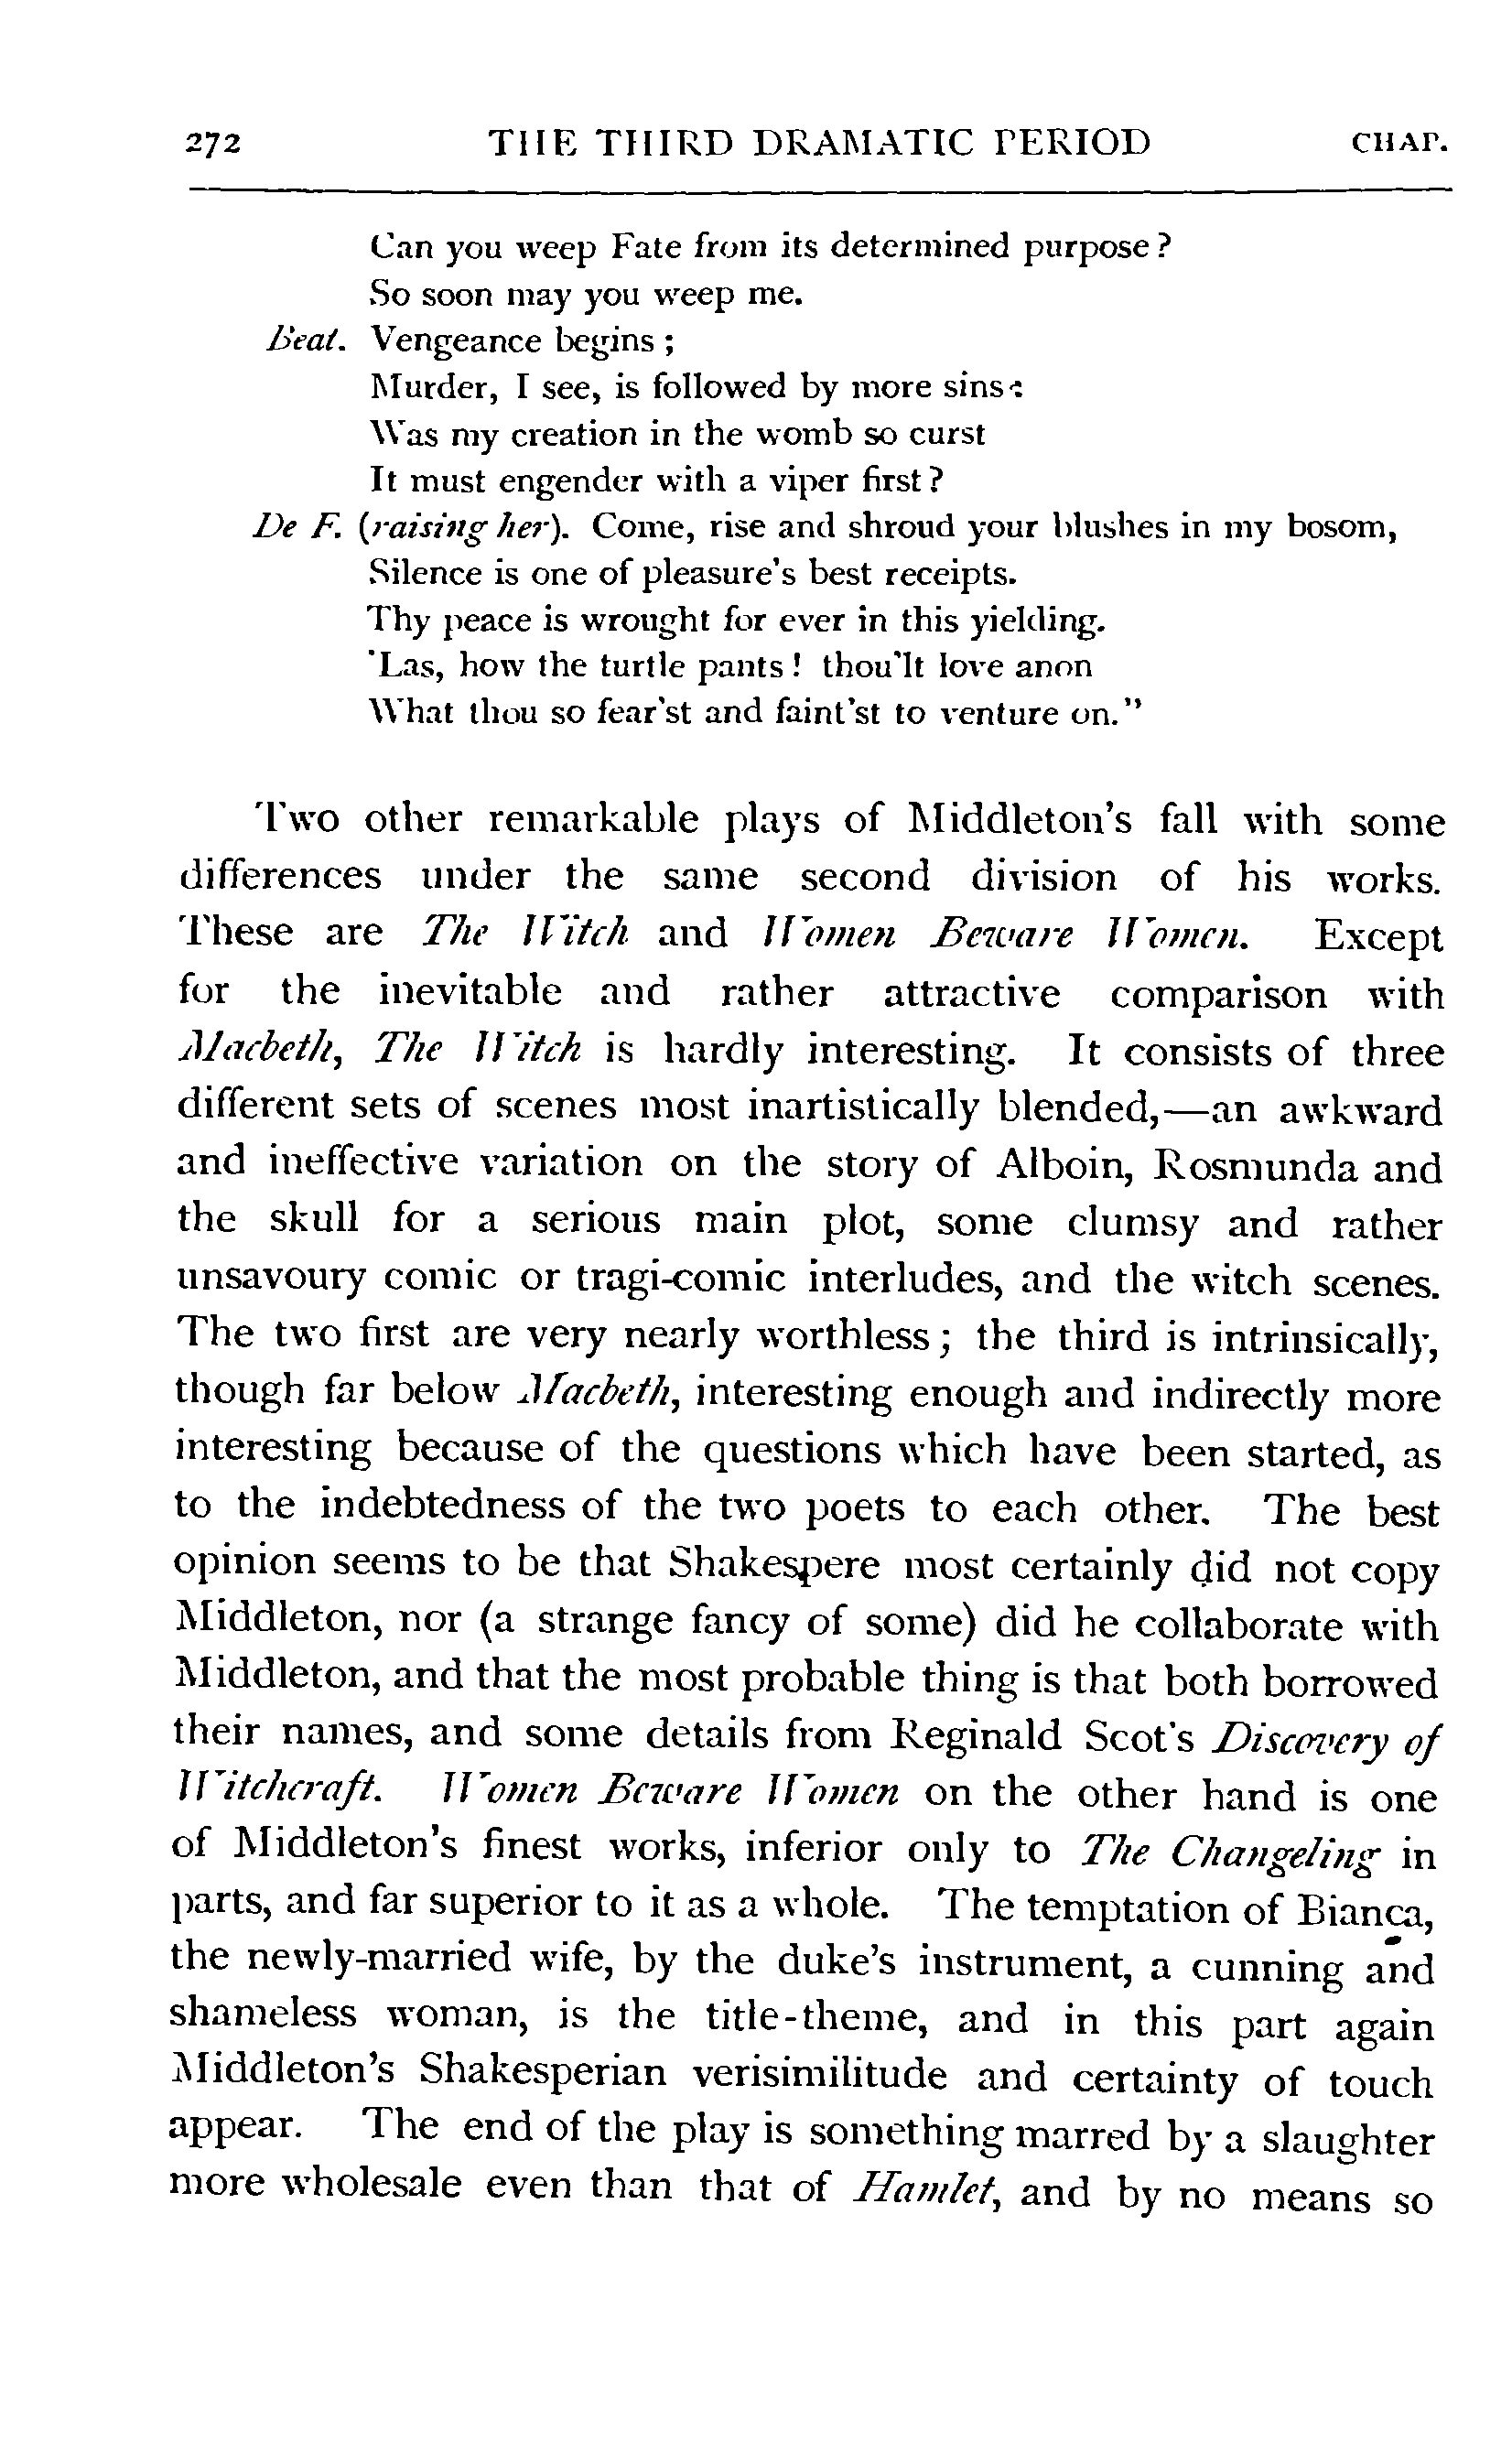 272 THE THIRD DRAMATIC PERIOD CHAP.
Can you weep Fate from its determined purpose?
So soon may you weep me.
Beat. Vengeance begins;
Murder, I see, is followed by more sins:
Was my creation in the womb so curst
It must engender with a viper first?
De F. (raising her). Come, rise and shroud your blushes in my bosom,
Silence is one of pleasure's best receipts.
Thy peace is wrought for ever in this yielding.
'Las, how the turtle pants! thou'lt love anon
What thou so fear'st and faint'st to venture on."
Two other remarkable plays of Middleton's fall with some
differences under the same second division of his works.
These are The Witch and Women Beware Women. Except
for the inevitable and rather attractive comparison with
Macbeth, The Witch is hardly interesting. It consists of three
different sets of scenes most inartistically blended,—an awkward
and ineffective variation on the story of Alboin, Rosmunda and
the skull for a serious main plot, some clumsy and rather
unsavoury comic or tragi-comic interludes, and the witch scenes.
The two first are very nearly worthless; the third is intrinsically,
though far below Macbeth, interesting enough and indirectly more
interesting because of the questions which have been started, as
to the indebtedness of the two poets to each other. The best
opinion seems to be that Shakespere most certainly did not copy
Middleton, nor (a strange fancy of some) did he collaborate with
Middleton, and that the most probable thing is that both borrowed
their names, and some details from Reginald Scot's Discovery of
Witchcraft. Women Beware Women on the other hand is one
of Middleton's finest works, inferior only to The Changeling in
parts, and far superior to it as a whole. The temptation of Bianca,
the newly-married wife, by the duke's instrument, a cunning and
shameless woman, is the title-theme, and in this part again
Middleton's Shakesperian verisimilitude and certainty of touch
appear. The end of the play is something marred by a slaughter
more wholesale even than that of Hamlet, and by no means so